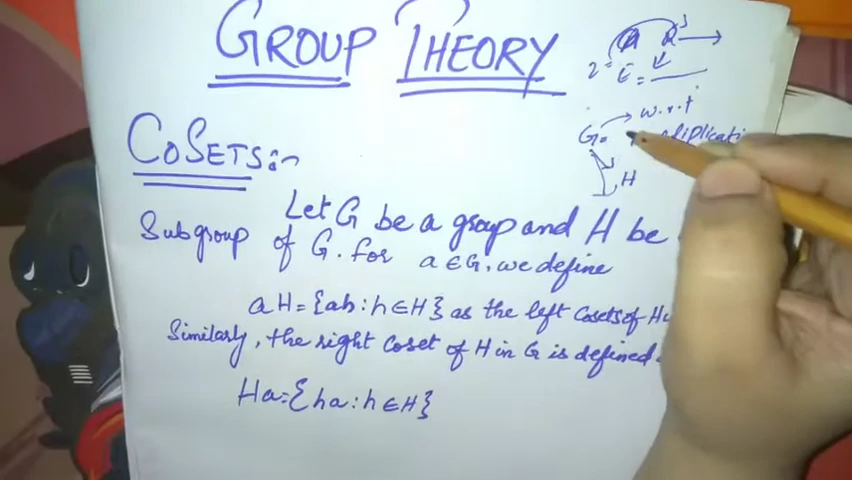 GROUP THEORY
COSETS:~
Let G be a group and H be
Subgroup of G. for a ∈ G, we define
aH = {ah : h ∈ H} as the left cosets of H
Similarly, the right coset of H in G is defined
Ha = {ha : h ∈ H}
w.r.t
G
H